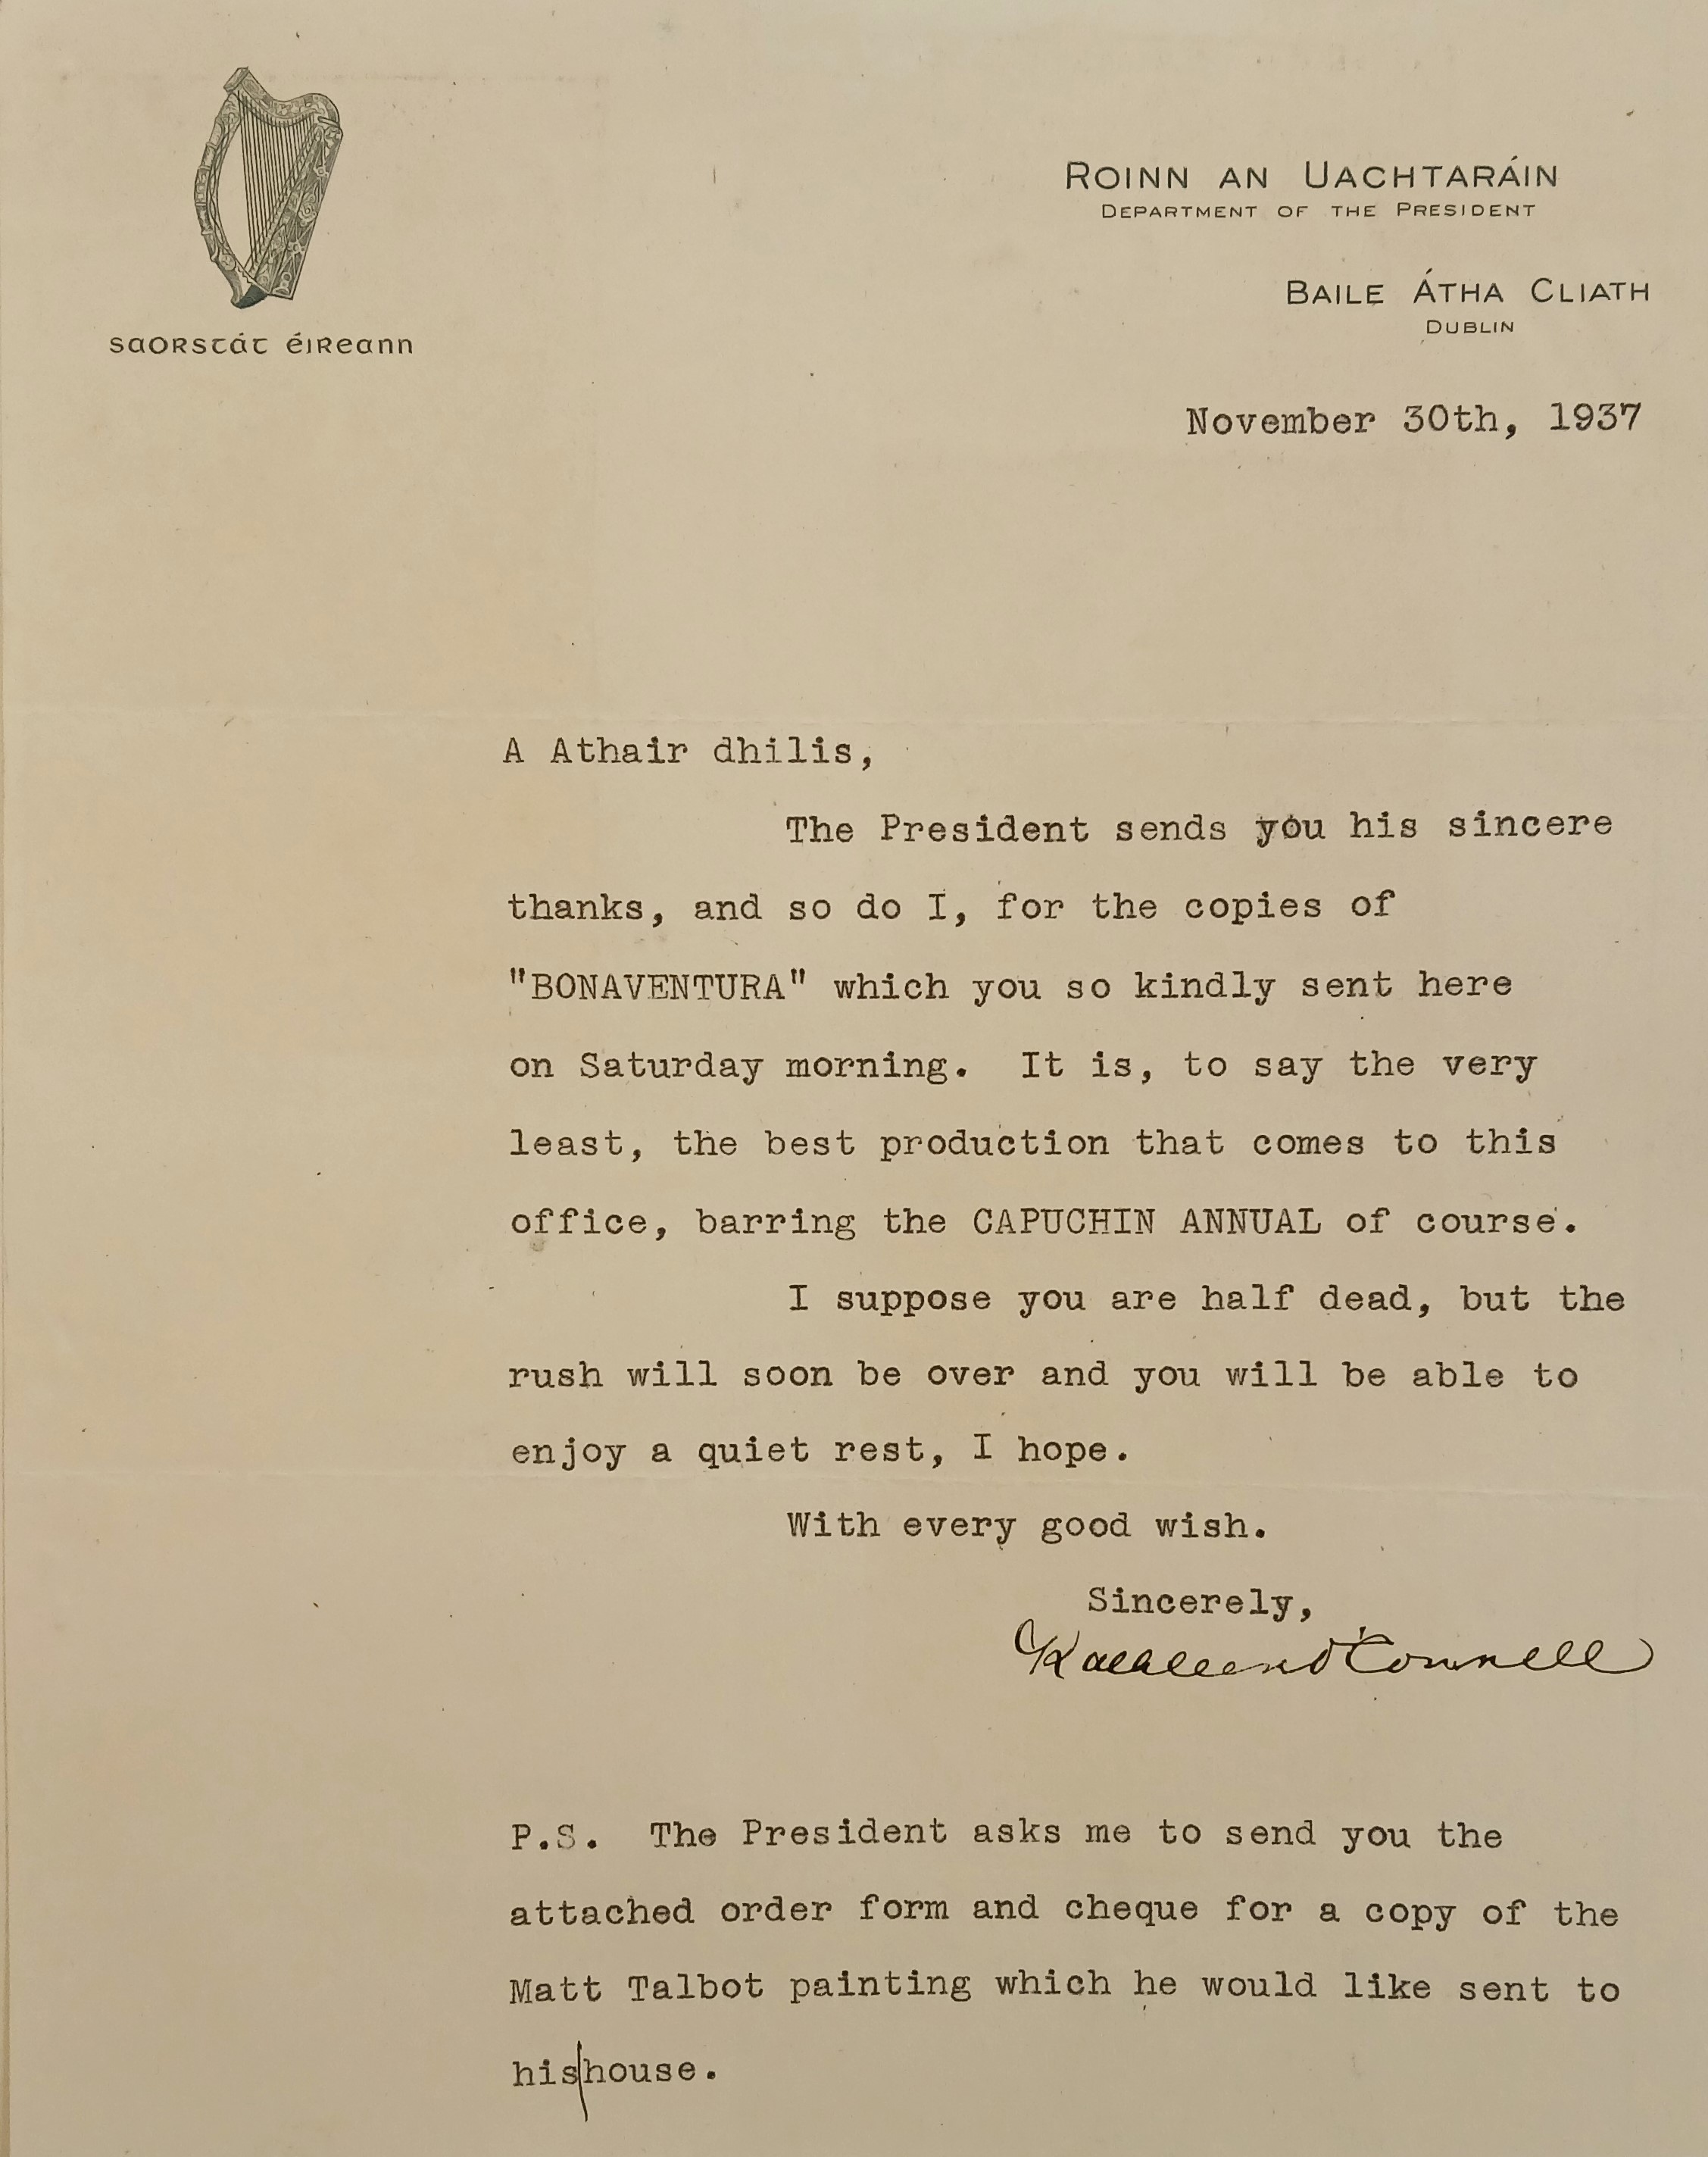 saorstát éireann
ROINN AN UACHTARÁIN
DEPARTMENT OF THE PRESIDENT
BAILE ÁTHA CLIATH
DUBLIN
November 30th, 1937
A Athair dhilis,
The President sends you his sincere
thanks, and so do I, for the copies of
"BONAVENTURA" which you so kindly sent here
on Saturday morning. It is, to say the very
least, the best production that comes to this
office, barring the CAPUCHIN ANNUAL of course.
I suppose you are half dead, but the
rush will soon be over and you will be able to
enjoy a quiet rest, I hope.
With every good wish.
Sincerely,
Kathleen O'Connell
P.S. The President asks me to send you the
attached order form and cheque for a copy of the
Matt Talbot painting which he would like sent to
his|house.